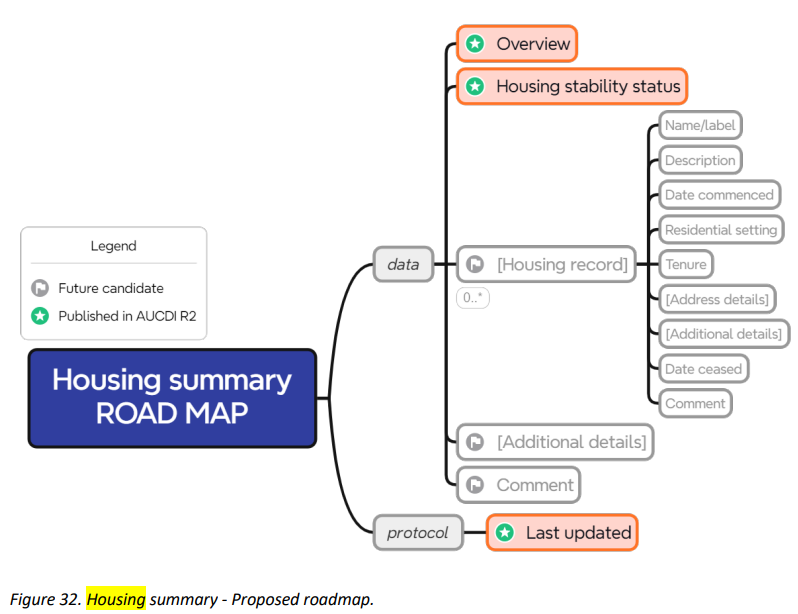 Overview
Housing stability status
Name/label
Description
Date commenced
Residential setting
Tenure
[Address details]
[Additional details]
Date ceased
Comment
data
[Housing record]
0..*
Legend
Future candidate
Published in AUCDI R2
Housing summary
ROAD MAP
[Additional details]
Comment
protocol
Last updated
Figure 32. Housing summary - Proposed roadmap.